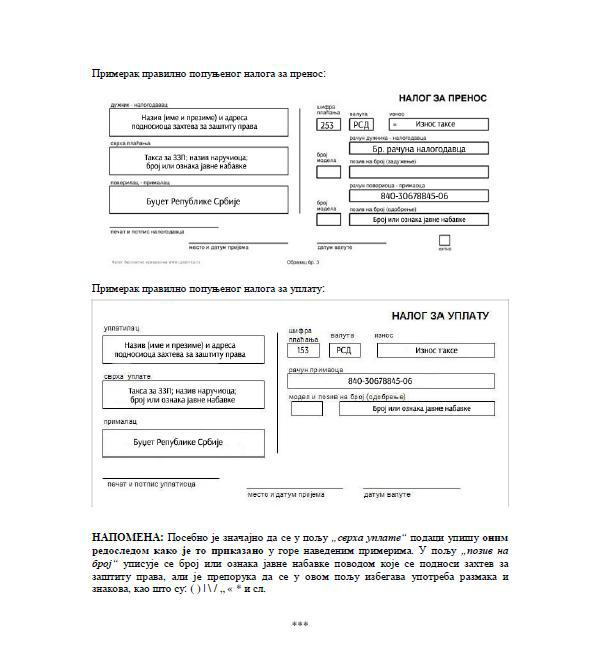 Примерак правилно попуњеног налога за пренос:
НАЛОГ ЗА ПРЕНОС
дужник - налогодавац
Назив (име и презиме) и адреса
подносиоца захтева за заштиту права
шифра
плаћања
валута
износ
253
РСД
=
Износ таксе
рачун дужника - налогодавца
Бр. рачуна налогодавца
сврха плаћања
Такса за ЗЗП; назив наручиоца;
број или ознака јавне набавке
број
модела
позив на број (задужење)
поверилац - прималац
Буџет Републике Србије
рачун повериоца - примаоца
840-30678845-06
број
модела
позив на број (одобрење)
Број или ознака јавне набавке
печат и потпис налогодавца
место и датум пријема
датум валуте
хитно
Образац бр. 3
Примерак правилно попуњеног налога за уплату:
НАЛОГ ЗА УПЛАТУ
уплатилац
Назив (име и презиме) и адреса
подносиоца захтева за заштиту права
шифра
плаћања
валута
износ
153
РСД
Износ таксе
сврха уплате
Такса за ЗЗП; назив наручиоца;
број или ознака јавне набавке
рачун примаоца
840-30678845-06
модел и позив на број (одобрење)
Број или ознака јавне набавке
прималац
Буџет Републике Србије
печат и потпис уплатиоца
место и датум пријема
датум валуте
НАПОМЕНА: Посебно је значајно да се у пољу „сврха уплате“ подаци упишу оним
редоследом како је то приказано у горе наведеним примерима. У пољу „позив на
број“ уписује се број или ознака јавне набавке поводом које се подноси захтев за
заштиту права, али је препорука да се у овом пољу избегава употреба размака и
знакова, као што су: ( ) | \ / „ « * и сл.
***